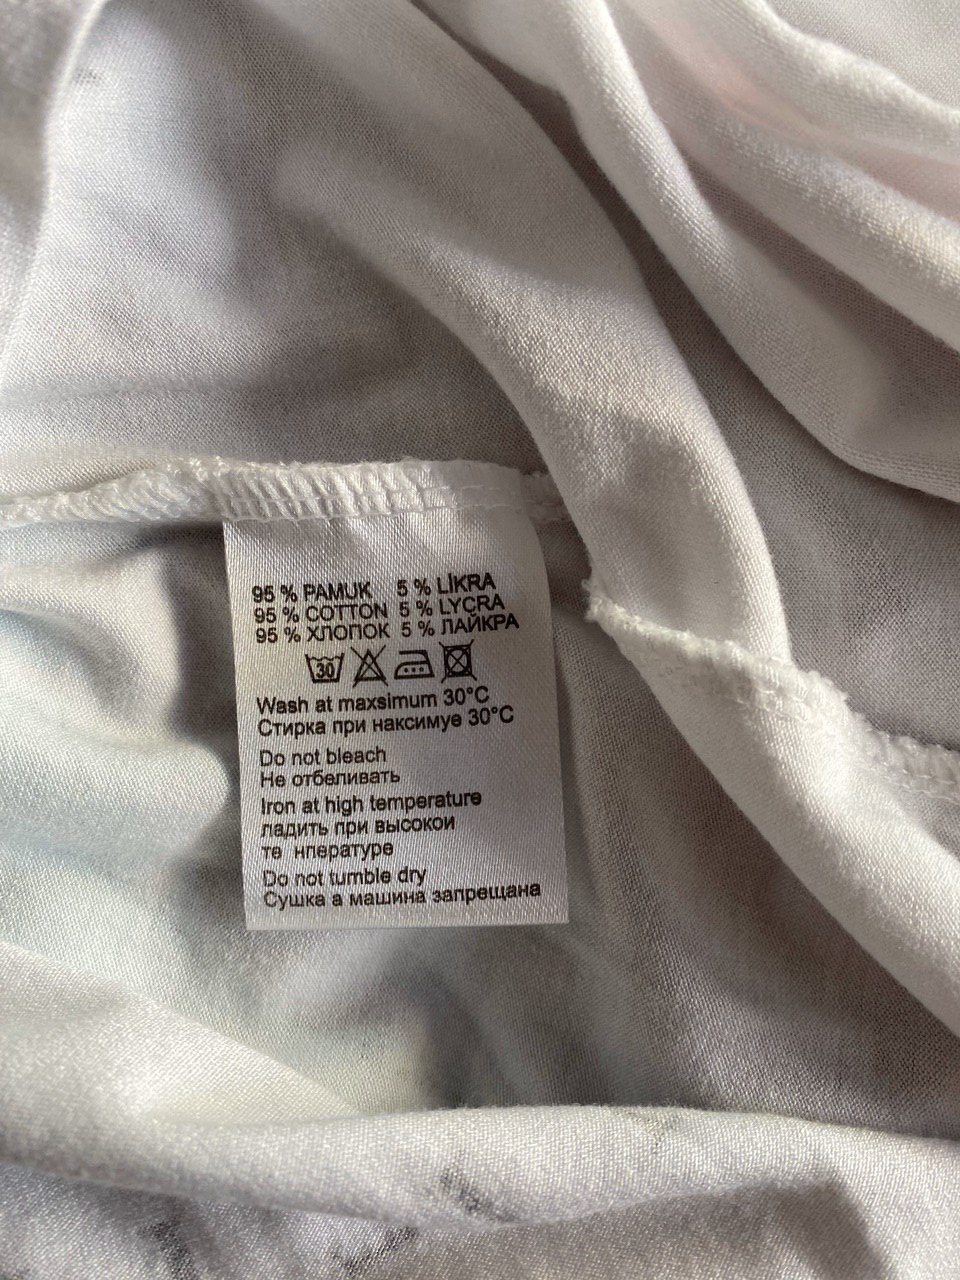 95 % PAMUK 5 % LİKRA
95 % COTTON 5 % LYCRA
95 % ХЛОПОК 5 % ЛАЙКРА
30
Wash at maxsimum 30°C
Стирка при наксимуе 30°C
Do not bleach
Не отбеливать
Iron at high temperature
ладить при высокои
те нпературе
Do not tumble dry
Сушка а машина запрещана